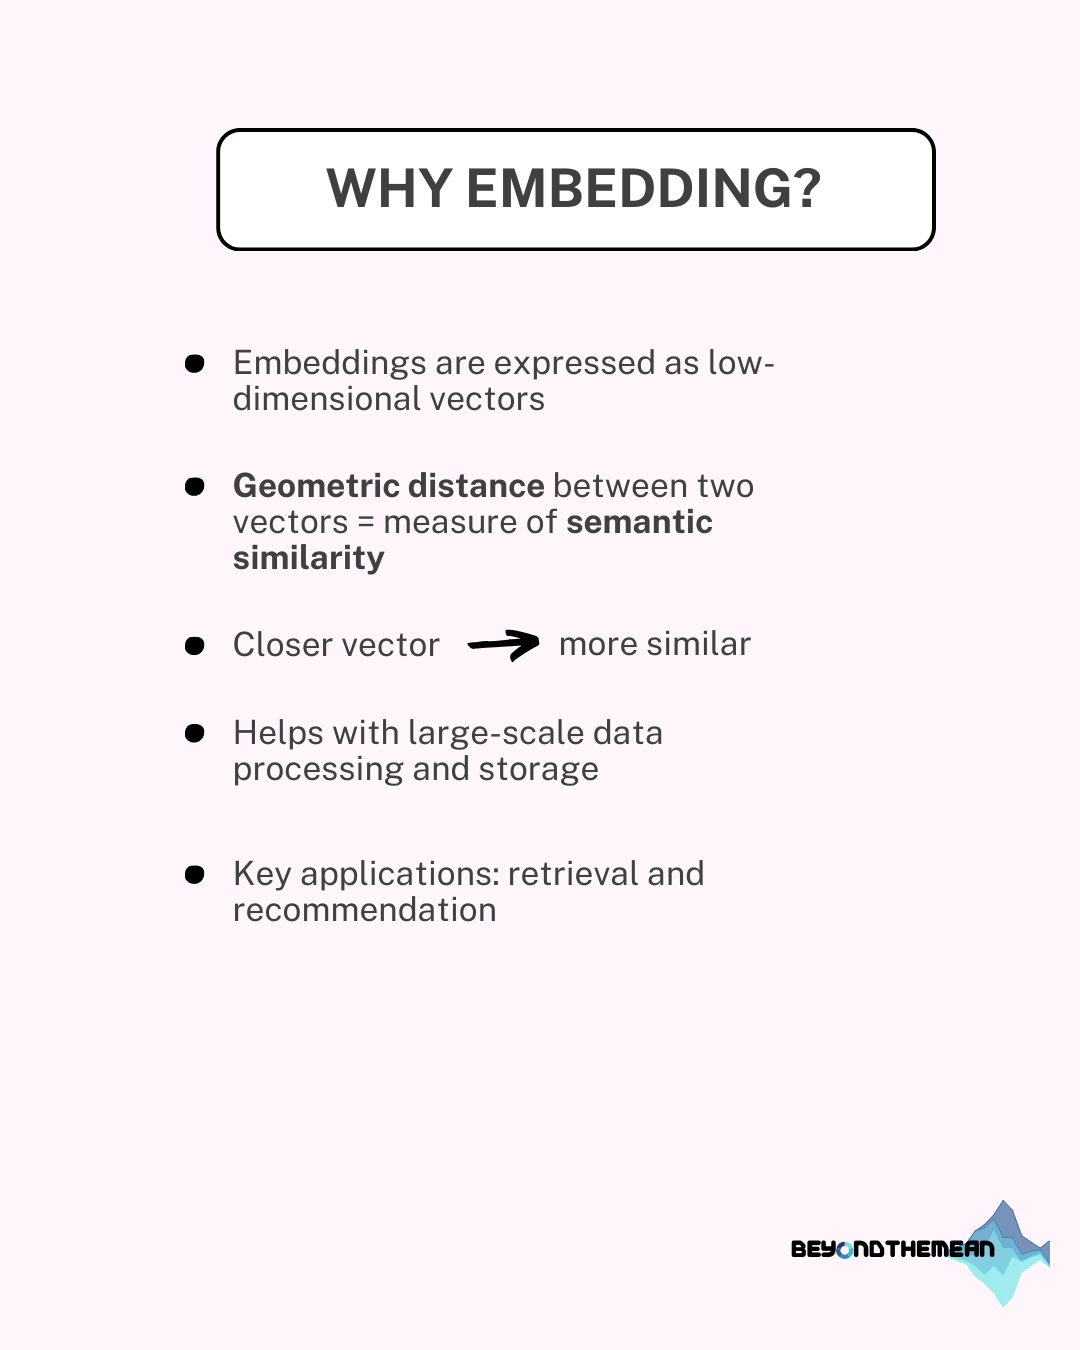 WHY EMBEDDING?
Embeddings are expressed as low-
dimensional vectors
Geometric distance between two
vectors = measure of semantic
similarity
Closer vector more similar
Helps with large-scale data
processing and storage
Key applications: retrieval and
recommendation
BEYONDTHEMEAN